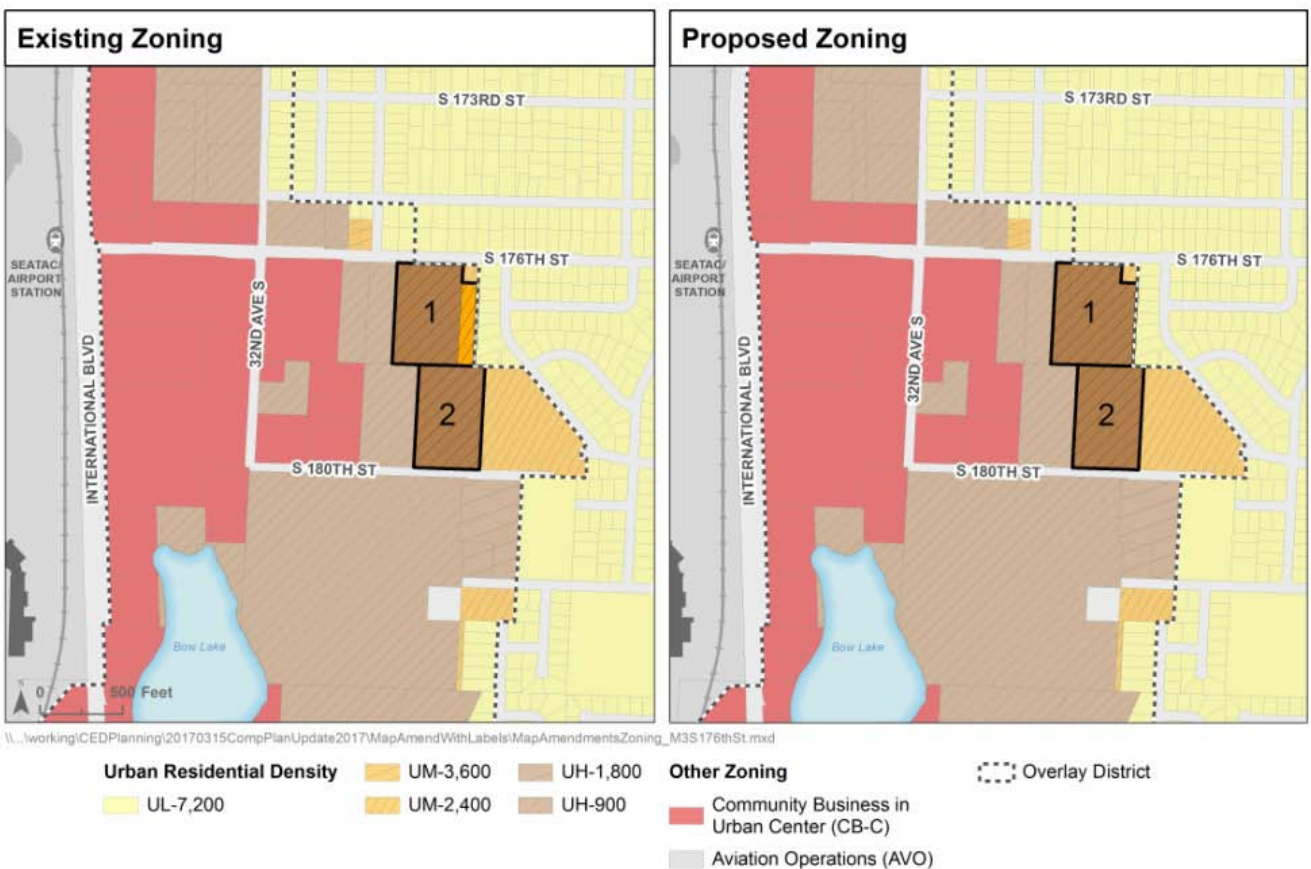 Existing Zoning
Proposed Zoning
S 173RD ST
S 176TH ST
SEATAC/
AIRPORT
STATION
INTERNATIONAL BLVD
32ND AVE S
1
2
S 180TH ST
Bow Lake
N
0 500 Feet
S 173RD ST
S 176TH ST
SEATAC/
AIRPORT
STATION
INTERNATIONAL BLVD
32ND AVE S
1
2
S 180TH ST
Bow Lake
\\...\working\CEDPlanning\20170315CompPlanUpdate2017\MapAmendWithLabels\MapAmendmentsZoning_M3S176thSt.mxd
Urban Residential Density
UL-7,200
UM-3,600
UM-2,400
UH-1,800
UH-900
Other Zoning
Community Business in
Urban Center (CB-C)
Aviation Operations (AVO)
Overlay District